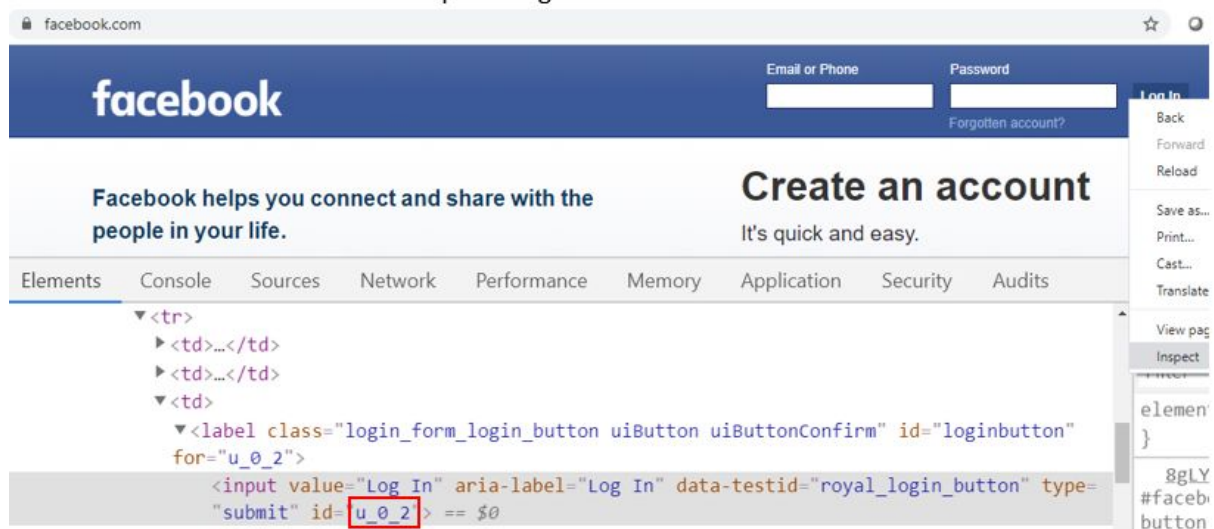 facebook.com
Email or Phone
Password
facebook
Log In
Forgotten account?
Back
Forward
Reload
Facebook helps you connect and share with the
people in your life.
Create an account
It's quick and easy.
Save as...
Print...
Cast...
Translate
View pag
Inspect
Elements Console Sources Network Performance Memory Application Security Audits
▼<tr>
▶<td>…</td>
▶<td>…</td>
▼<td>
▼<label class="login_form_login_button uiButton uiButtonConfirm" id="loginbutton"
for="u_0_2">
<input value="Log In" aria-label="Log In" data-testid="royal_login_button" type=
"submit" id="u_0_2"> == $0
elemen
}
8gLY
#faceb
button